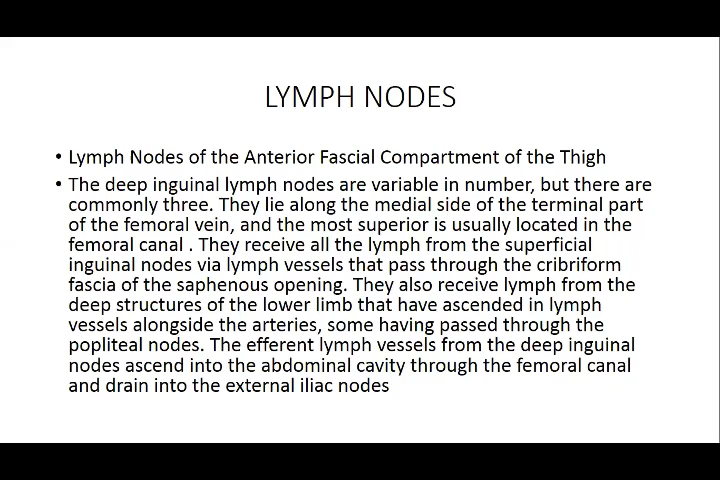 LYMPH NODES
• Lymph Nodes of the Anterior Fascial Compartment of the Thigh
• The deep inguinal lymph nodes are variable in number, but there are
commonly three. They lie along the medial side of the terminal part
of the femoral vein, and the most superior is usually located in the
femoral canal . They receive all the lymph from the superficial
inguinal nodes via lymph vessels that pass through the cribriform
fascia of the saphenous opening. They also receive lymph from the
deep structures of the lower limb that have ascended in lymph
vessels alongside the arteries, some having passed through the
popliteal nodes. The efferent lymph vessels from the deep inguinal
nodes ascend into the abdominal cavity through the femoral canal
and drain into the external iliac nodes